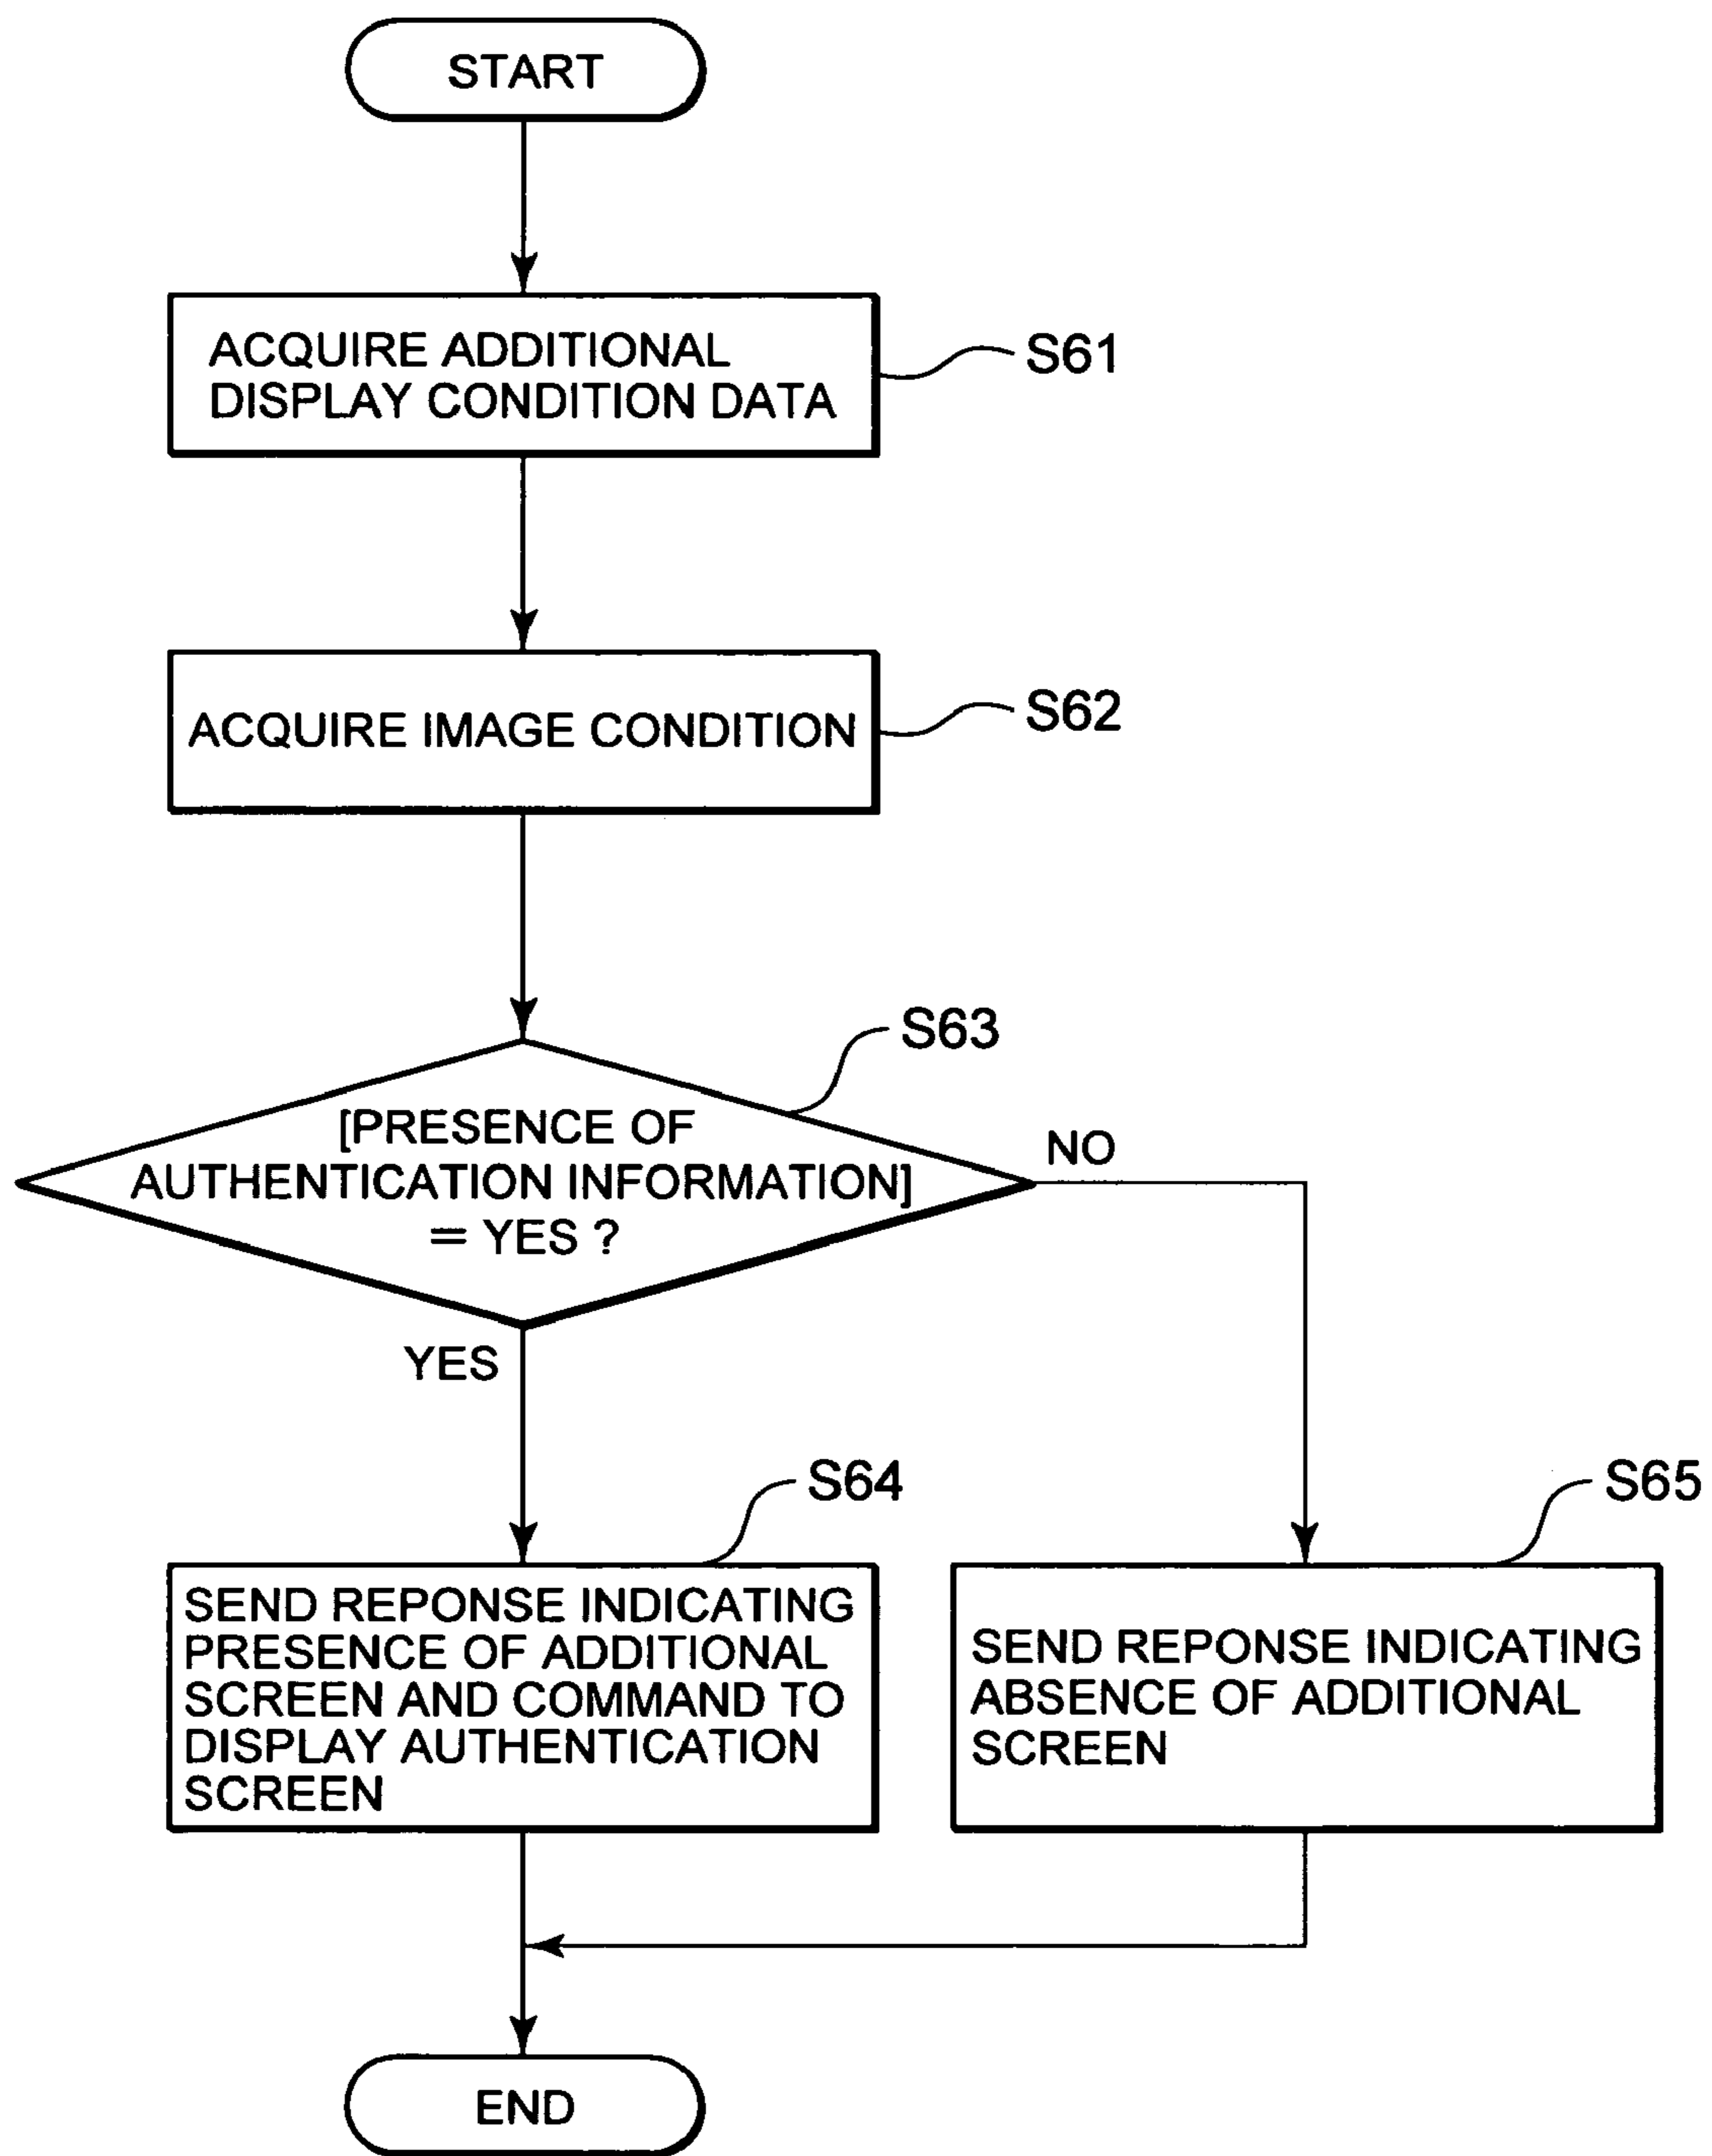 START
ACQUIRE ADDITIONAL
DISPLAY CONDITION DATA
S61
ACQUIRE IMAGE CONDITION
S62
S63
[PRESENCE OF
AUTHENTICATION INFORMATION]
= YES ?
NO
YES
S64
SEND REPONSE INDICATING
PRESENCE OF ADDITIONAL
SCREEN AND COMMAND TO
DISPLAY AUTHENTICATION
SCREEN
S65
SEND REPONSE INDICATING
ABSENCE OF ADDITIONAL
SCREEN
END